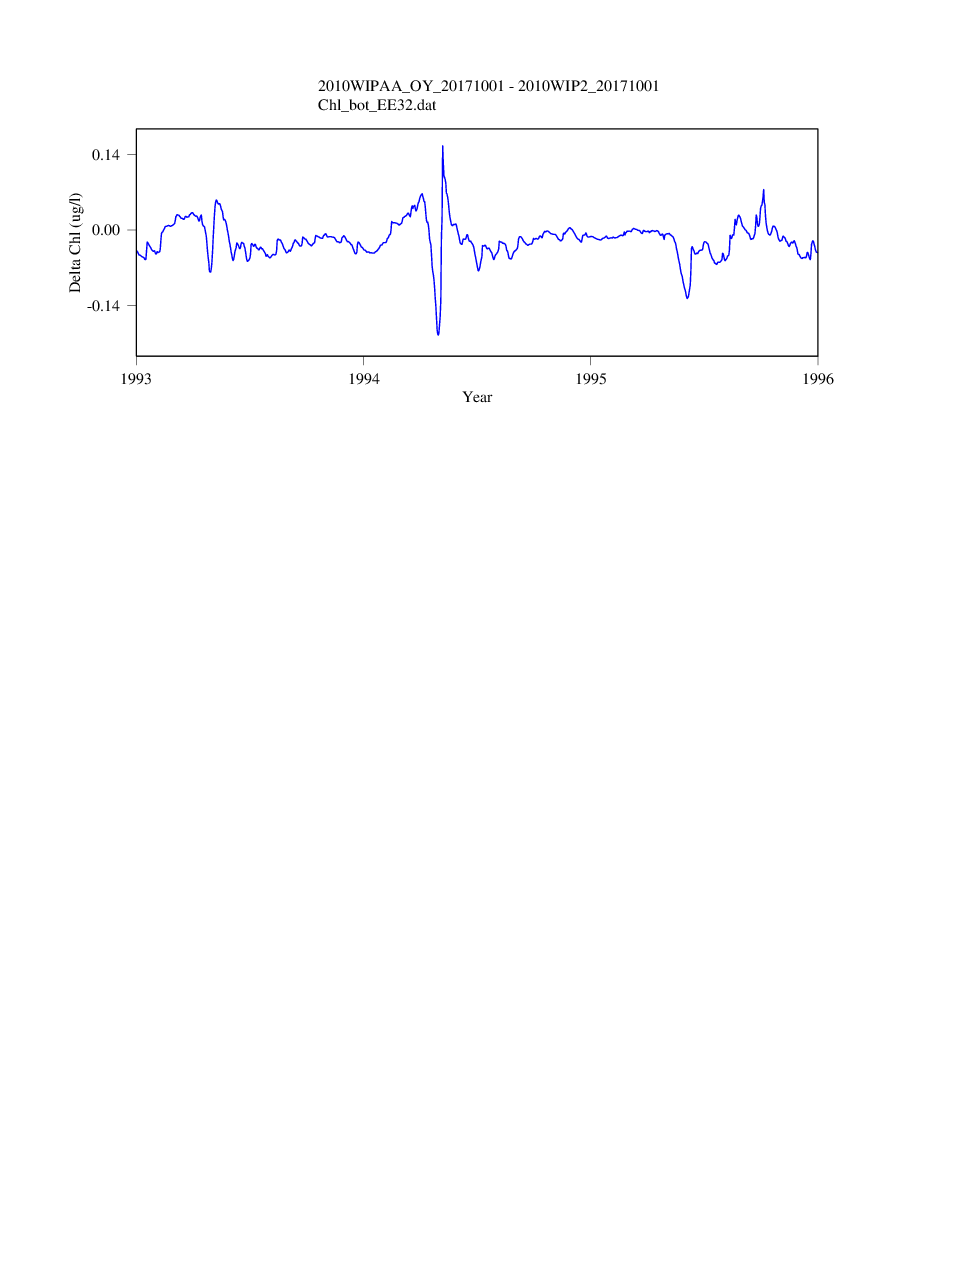 2010WIPAA_OY_20171001 - 2010WIP2_20171001
Chl_bot_EE32.dat
0.14
0.00
-0.14
Delta Chl (ug/l)
1993 1994 1995 1996
Year